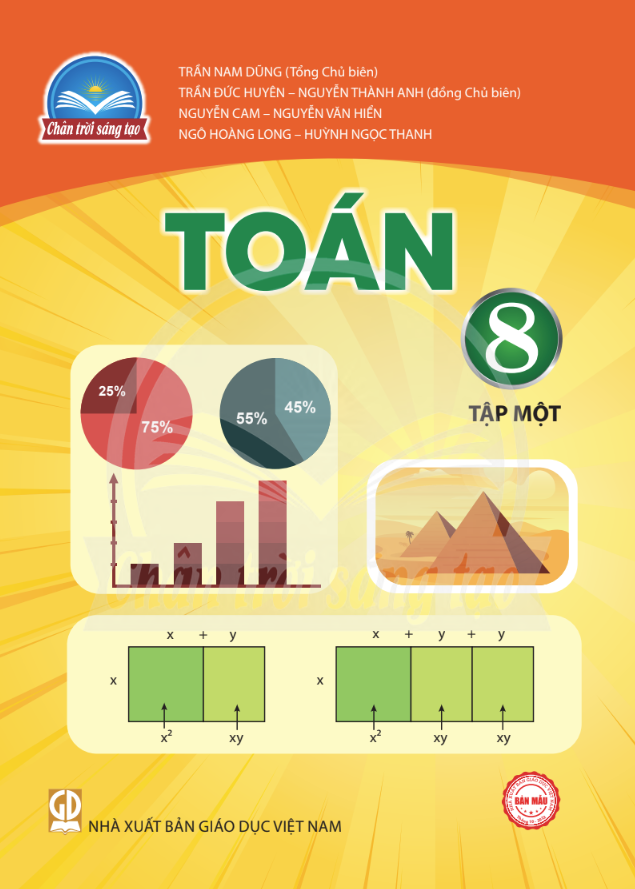 TRẦN NAM DŨNG (Tổng Chủ biên)
TRẦN ĐỨC HUYÊN – NGUYỄN THÀNH ANH (đồng Chủ biên)
NGUYỄN CAM – NGUYỄN VĂN HIỂN
NGÔ HOÀNG LONG – HUỲNH NGỌC THANH
Chân trời sáng tạo
TOÁN
8
TẬP MỘT
25%
75%
55%
45%
Chân trời sáng tạo
x + y
x
x²
xy
x + y + y
x
x²
xy
xy
GD
NHÀ XUẤT BẢN GIÁO DỤC VIỆT NAM
BẢN MẪU